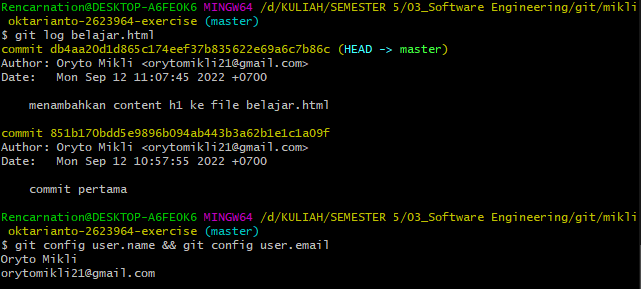 Rencarnation@DESKTOP-A6FEOK6 MINGW64 /d/KULIAH/SEMESTER 5/03_Software Engineering/git/mikli
oktarianto-2623964-exercise (master)
$ git log belajar.html
commit db4aa20d1d865c174eef37b835622e69a6c7b86c (HEAD -> master)
Author: Oryto Mikli <orytomikli21@gmail.com>
Date:   Mon Sep 12 11:07:45 2022 +0700
    menambahkan content h1 ke file belajar.html
commit 851b170bdd5e9896b094ab443b3a62b1e1c1a09f
Author: Oryto Mikli <orytomikli21@gmail.com>
Date:   Mon Sep 12 10:57:55 2022 +0700
    commit pertama
Rencarnation@DESKTOP-A6FEOK6 MINGW64 /d/KULIAH/SEMESTER 5/03_Software Engineering/git/mikli
oktarianto-2623964-exercise (master)
$ git config user.name && git config user.email
Oryto Mikli
orytomikli21@gmail.com